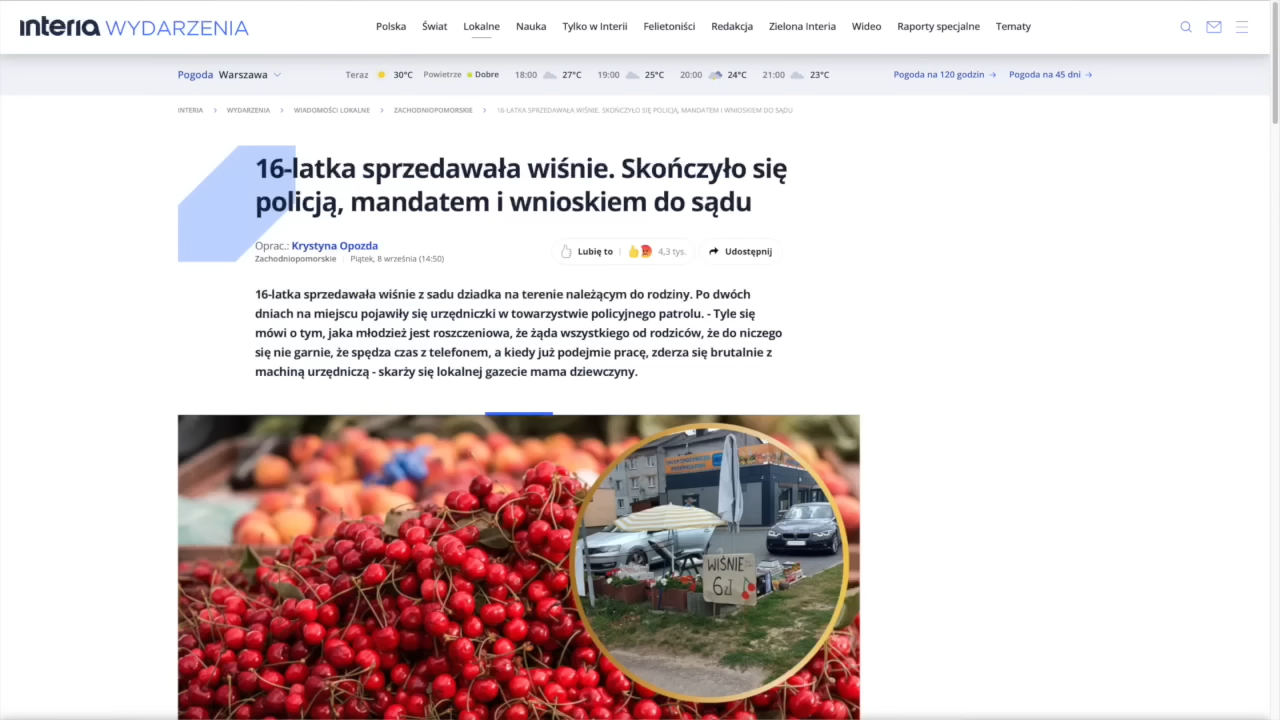 interia WYDARZENIA
Polska Świat Lokalne Nauka Tylko w Interii Felietoniści Redakcja Zielona Interia Wideo Raporty specjalne Tematy
Pogoda Warszawa Teraz 30°C Powietrze Dobre 18:00 27°C 19:00 25°C 20:00 24°C 21:00 23°C Pogoda na 120 godzin → Pogoda na 45 dni →
INTERIA > WYDARZENIA > WIADOMOŚCI LOKALNE > ZACHODNIOPOMORSKIE > 16-LATKA SPRZEDAWAŁA WIŚNIE. SKOŃCZYŁO SIĘ POLICJĄ, MANDATEM I WNIOSKIEM DO SĄDU
16-latka sprzedawała wiśnie. Skończyło się
policją, mandatem i wnioskiem do sądu
Oprac.: Krystyna Opozda
Zachodniopomorskie | Piątek, 8 września (14:50)
Lubię to | 4,3 tys. Udostępnij
16-latka sprzedawała wiśnie z sadu dziadka na terenie należącym do rodziny. Po dwóch
dniach na miejscu pojawiły się urzędniczki w towarzystwie policyjnego patrolu. - Tyle się
mówi o tym, jaka młodzież jest roszczeniowa, że żąda wszystkiego od rodziców, że do niczego
się nie garnie, że spędza czas z telefonem, a kiedy już podejmie pracę, zderza się brutalnie z
machiną urzędniczą - skarży się lokalnej gazecie mama dziewczyny.
WIŚNIE
6zł